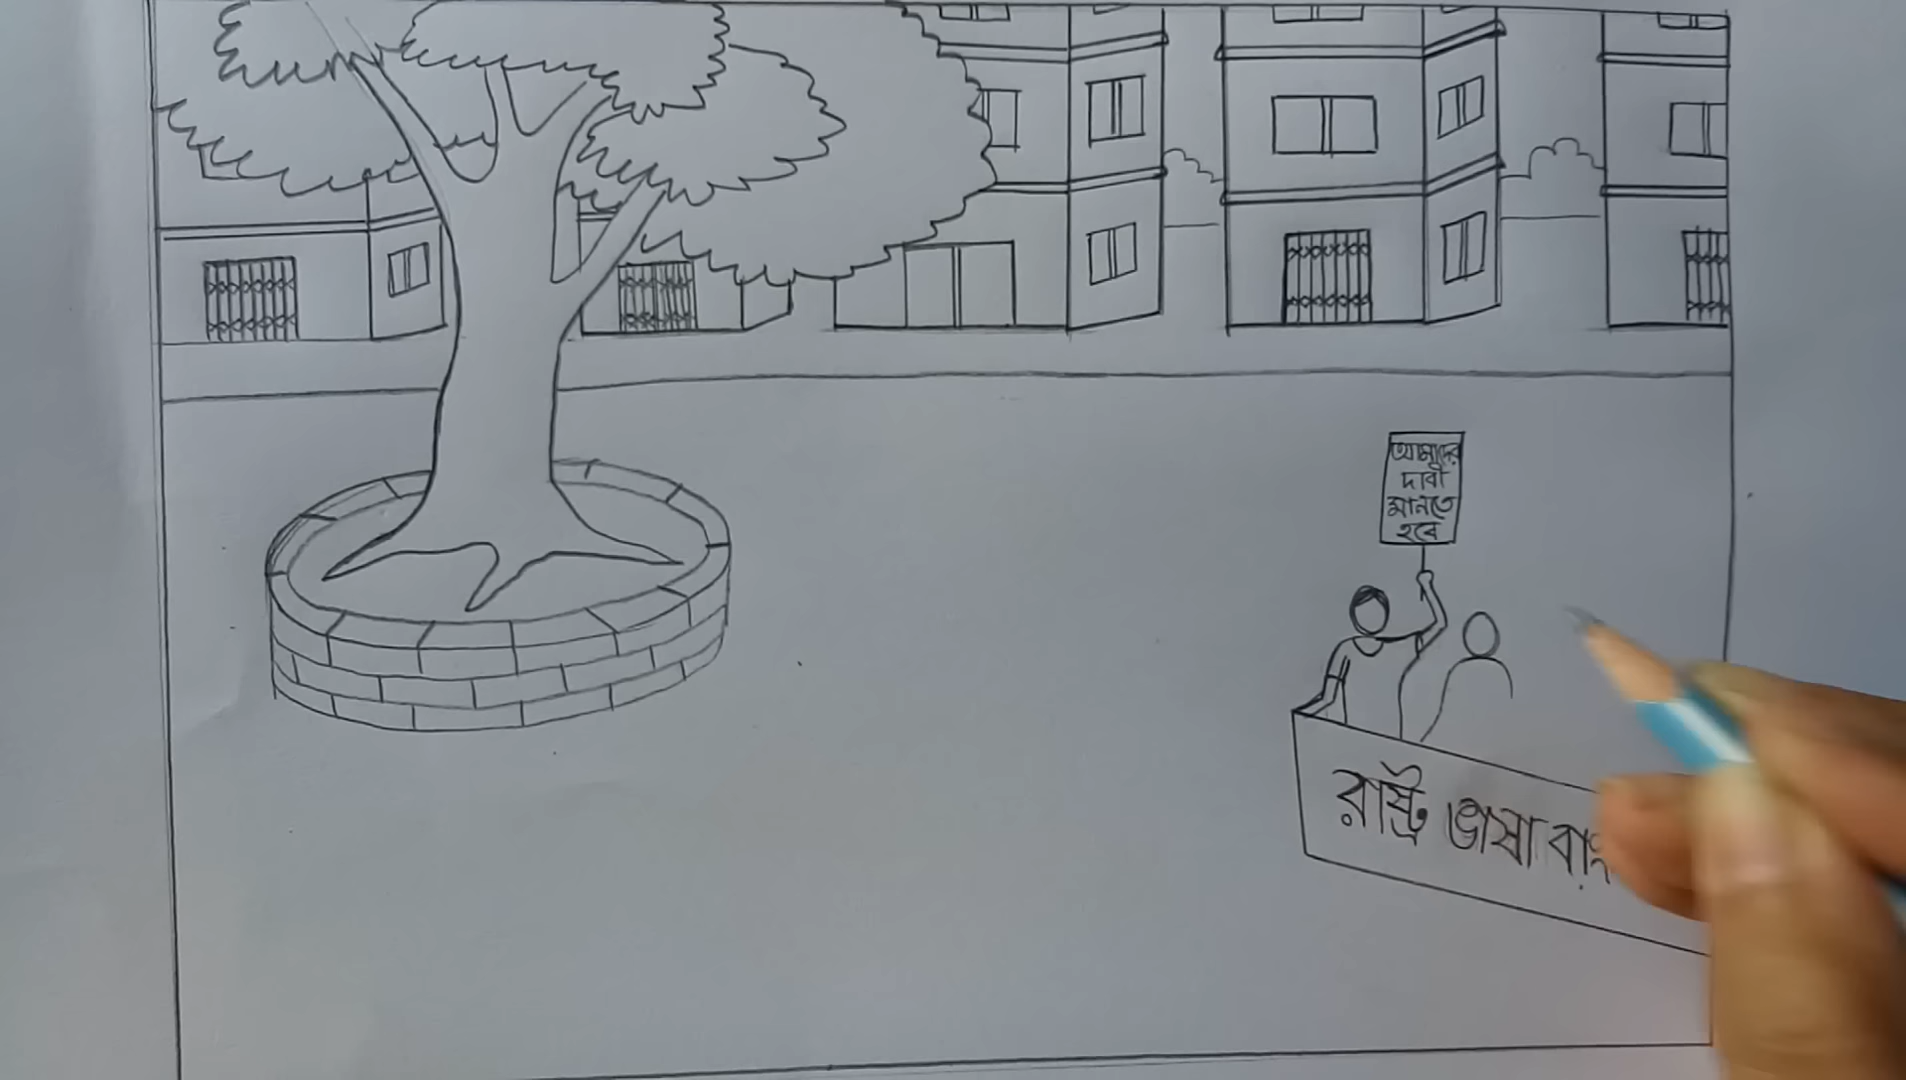 আমাদের
দাবী
মানতে
হবে
রাষ্ট্র ভাষা